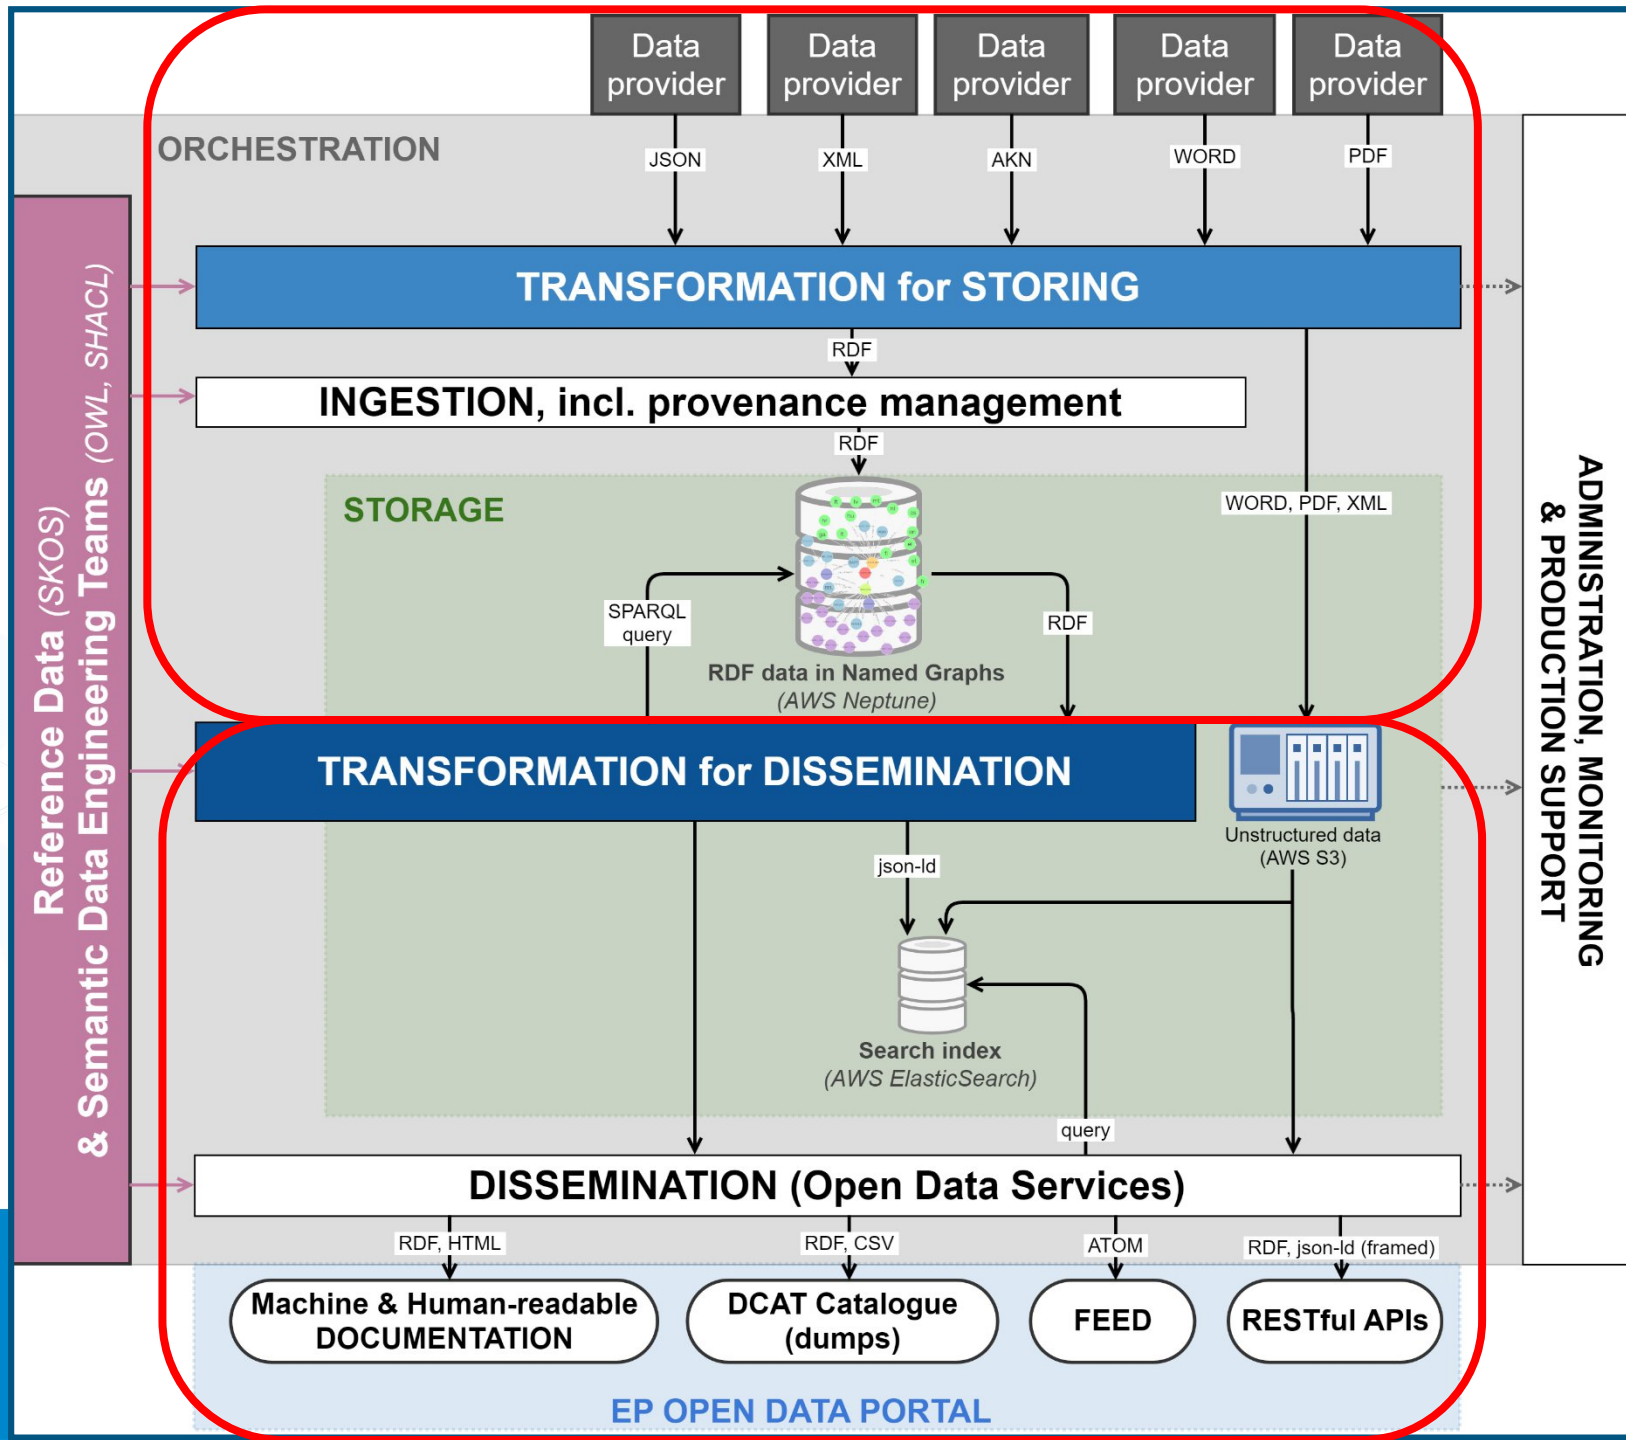 Data
provider
Data
provider
Data
provider
Data
provider
Data
provider
ORCHESTRATION
JSON
XML
AKN
WORD
PDF
TRANSFORMATION for STORING
RDF
INGESTION, incl. provenance management
RDF
STORAGE
WORD, PDF, XML
SPARQL
query
RDF
RDF data in Named Graphs
(AWS Neptune)
TRANSFORMATION for DISSEMINATION
Unstructured data
(AWS S3)
json-ld
Search index
(AWS ElasticSearch)
query
DISSEMINATION (Open Data Services)
RDF, HTML
RDF, CSV
ATOM
RDF, json-ld (framed)
Machine & Human-readable
DOCUMENTATION
DCAT Catalogue
(dumps)
FEED
RESTful APIs
EP OPEN DATA PORTAL
Reference Data (SKOS)
& Semantic Data Engineering Teams (OWL, SHACL)
ADMINISTRATION, MONITORING
& PRODUCTION SUPPORT